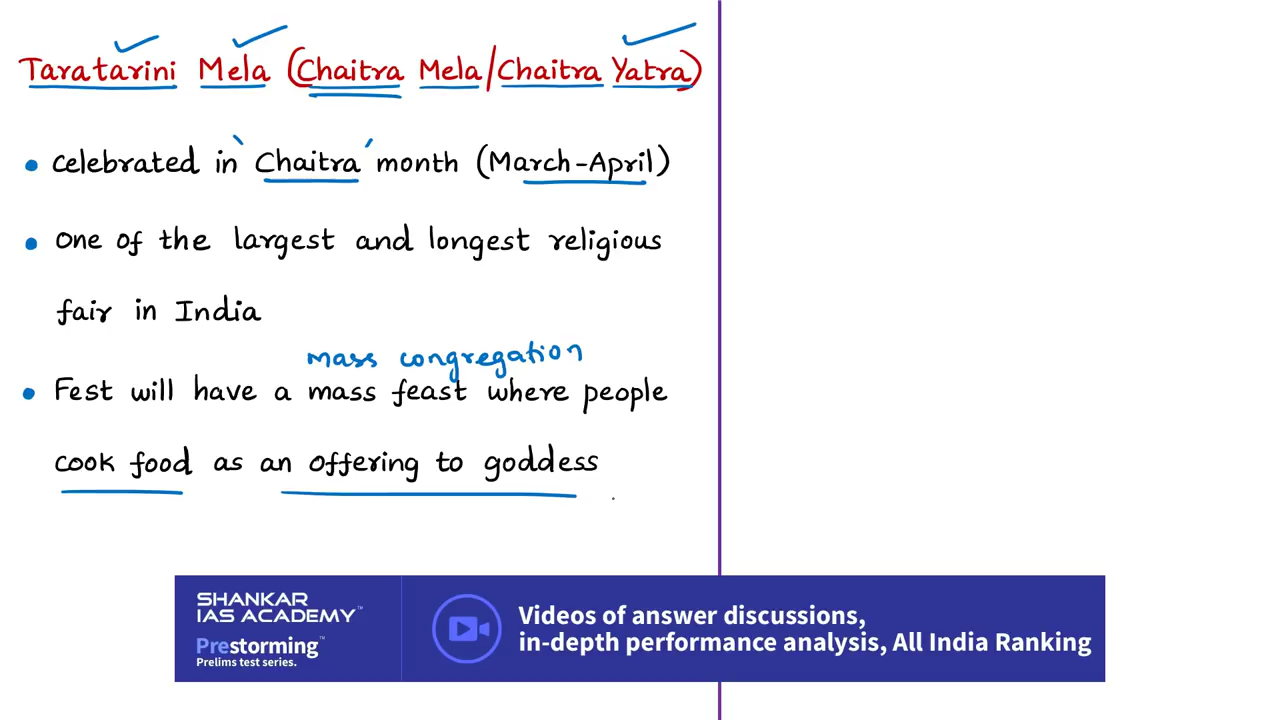 Taratarini Mela (Chaitra Mela/Chaitra Yatra)
• celebrated in `Chaitra' month (March-April)
• One of the largest and longest religious
fair in India
mass congregation
• Fest will have a mass feast where people
cook food as an offering to goddess
SHANKAR
IAS ACADEMY™
Prestorming™
Prelims test series.
Videos of answer discussions,
in-depth performance analysis, All India Ranking